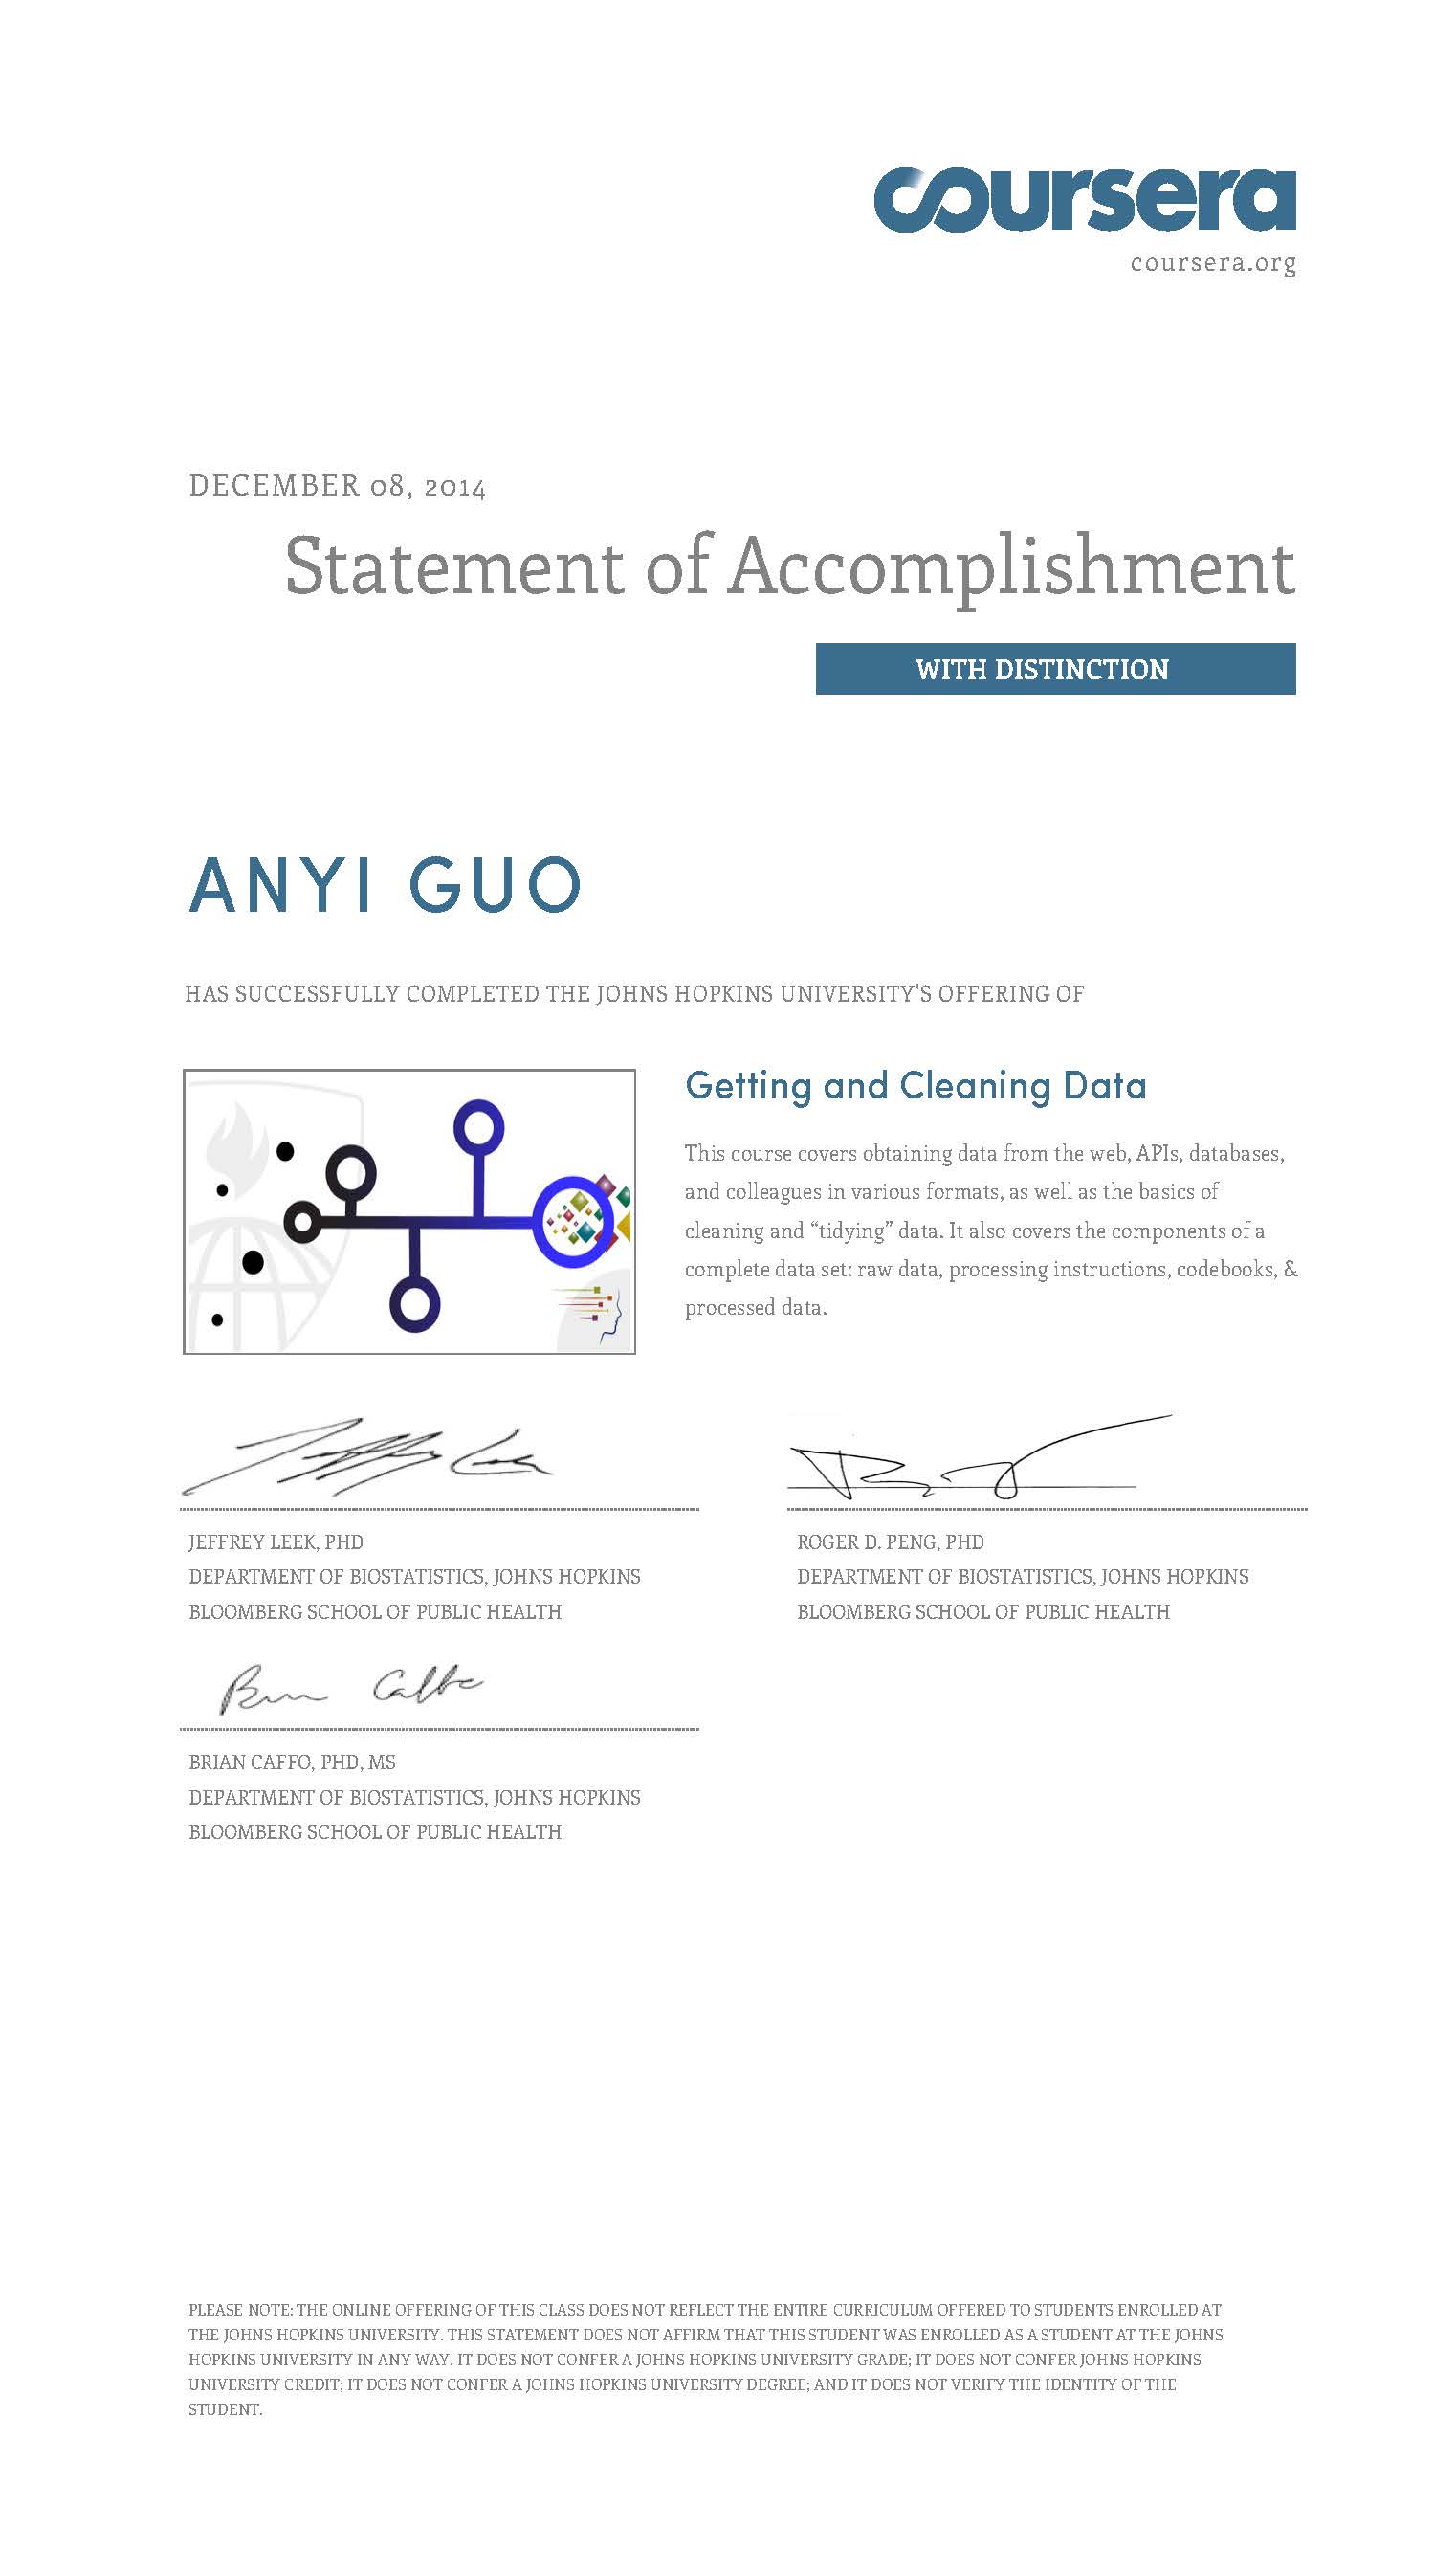 coursera
coursera.org
DECEMBER 08, 2014
Statement of Accomplishment
WITH DISTINCTION
ANYI GUO
HAS SUCCESSFULLY COMPLETED THE JOHNS HOPKINS UNIVERSITY'S OFFERING OF
Getting and Cleaning Data
This course covers obtaining data from the web, APIs, databases,
and colleagues in various formats, as well as the basics of
cleaning and “tidying” data. It also covers the components of a
complete data set: raw data, processing instructions, codebooks, &
processed data.
JEFFREY LEEK, PHD
DEPARTMENT OF BIOSTATISTICS, JOHNS HOPKINS
BLOOMBERG SCHOOL OF PUBLIC HEALTH
ROGER D. PENG, PHD
DEPARTMENT OF BIOSTATISTICS, JOHNS HOPKINS
BLOOMBERG SCHOOL OF PUBLIC HEALTH
BRIAN CAFFO, PHD, MS
DEPARTMENT OF BIOSTATISTICS, JOHNS HOPKINS
BLOOMBERG SCHOOL OF PUBLIC HEALTH
PLEASE NOTE: THE ONLINE OFFERING OF THIS CLASS DOES NOT REFLECT THE ENTIRE CURRICULUM OFFERED TO STUDENTS ENROLLED AT
THE JOHNS HOPKINS UNIVERSITY. THIS STATEMENT DOES NOT AFFIRM THAT THIS STUDENT WAS ENROLLED AS A STUDENT AT THE JOHNS
HOPKINS UNIVERSITY IN ANY WAY. IT DOES NOT CONFER A JOHNS HOPKINS UNIVERSITY GRADE; IT DOES NOT CONFER JOHNS HOPKINS
UNIVERSITY CREDIT; IT DOES NOT CONFER A JOHNS HOPKINS UNIVERSITY DEGREE; AND IT DOES NOT VERIFY THE IDENTITY OF THE
STUDENT.